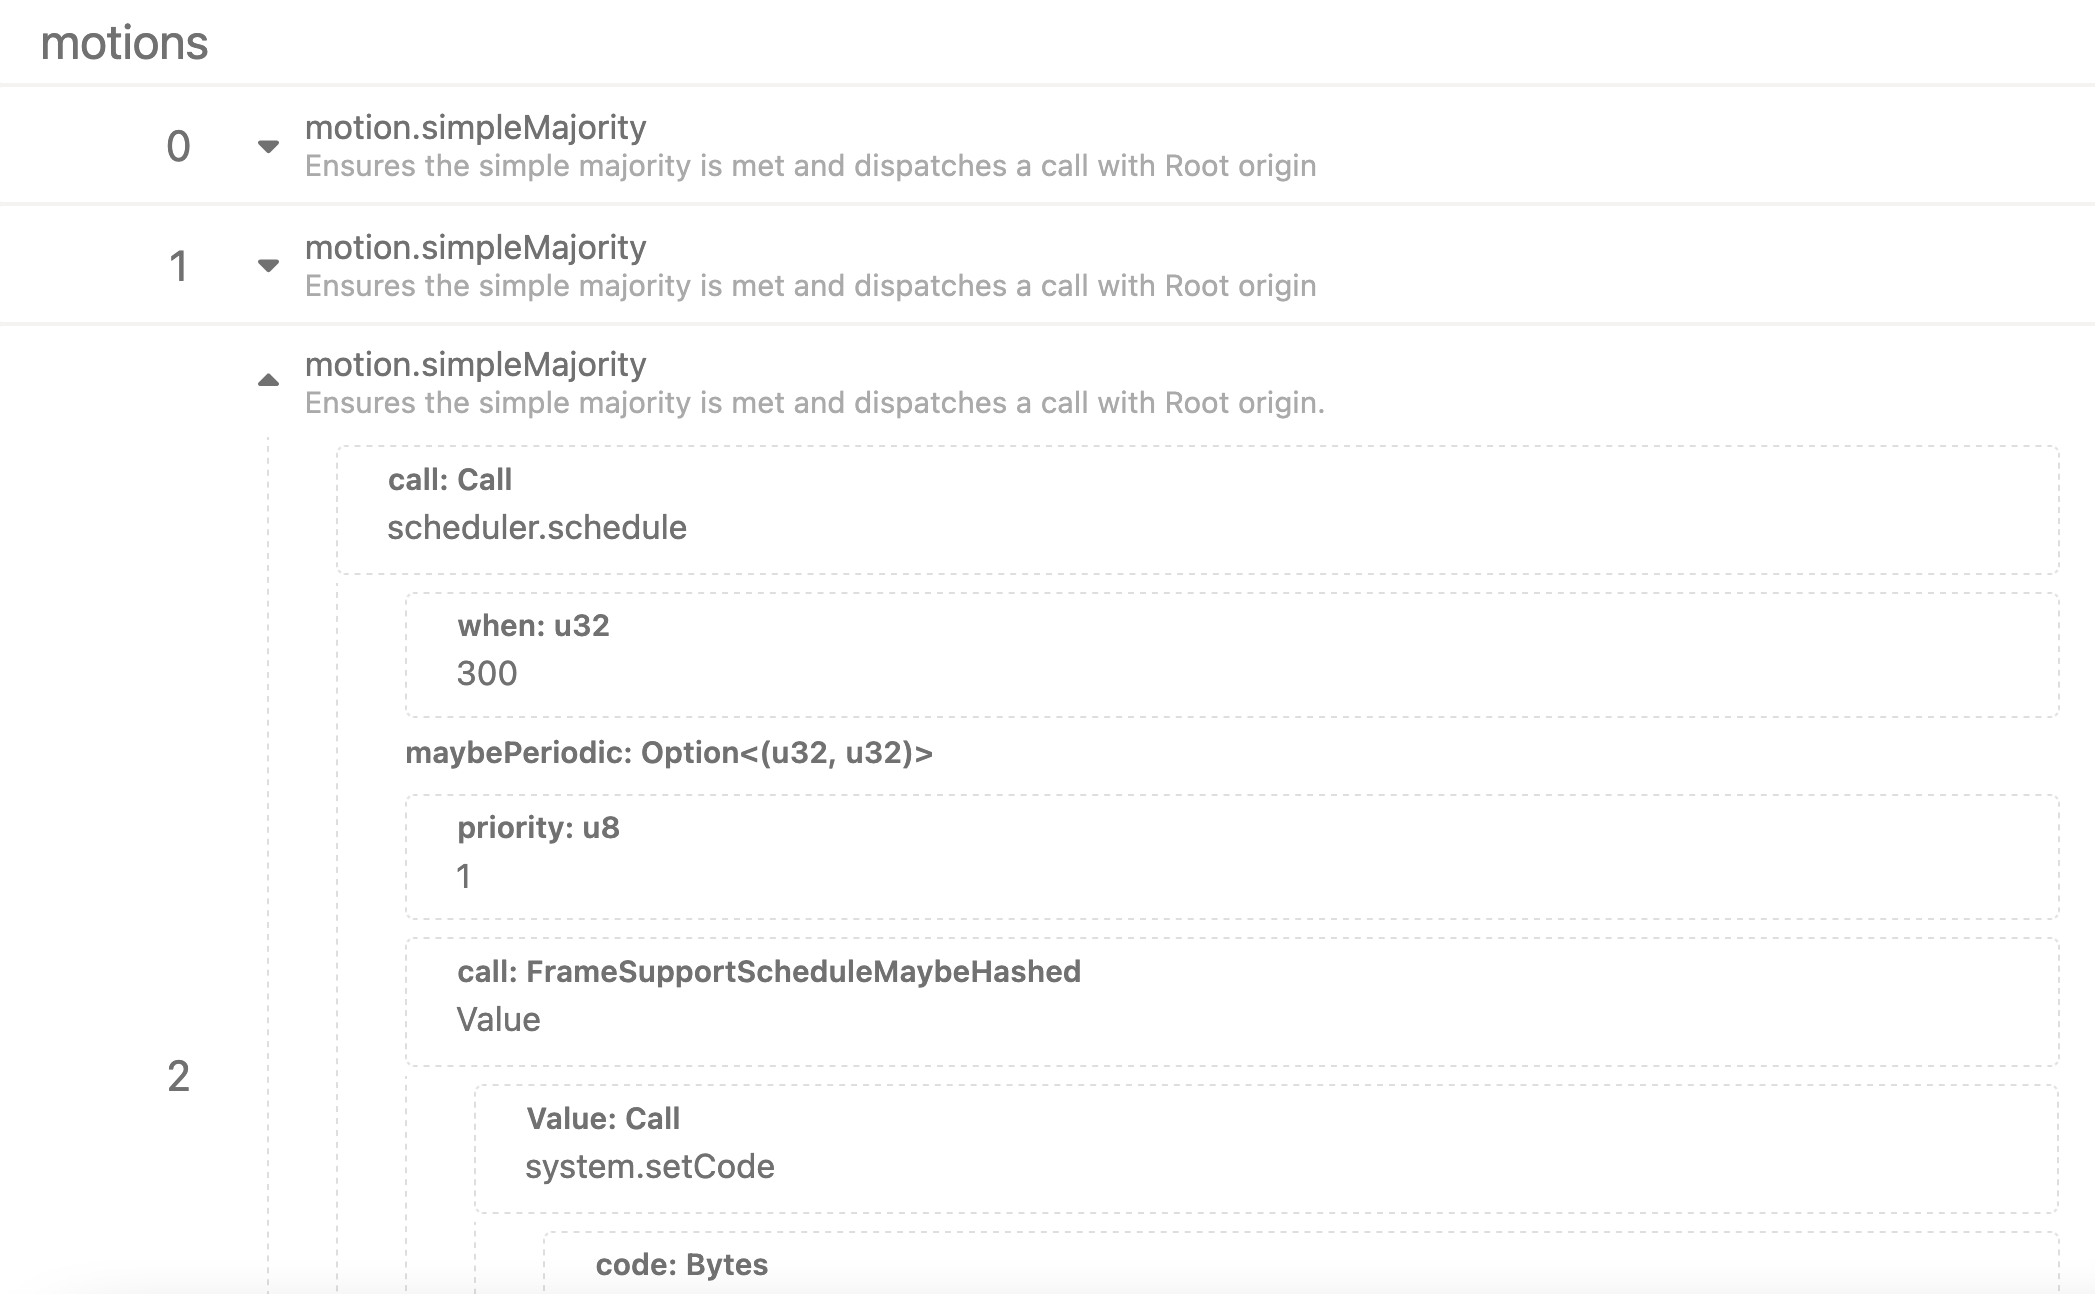 motions
0
motion.simpleMajority
Ensures the simple majority is met and dispatches a call with Root origin
1
motion.simpleMajority
Ensures the simple majority is met and dispatches a call with Root origin
2
motion.simpleMajority
Ensures the simple majority is met and dispatches a call with Root origin.
call: Call
scheduler.schedule
when: u32
300
maybePeriodic: Option<(u32, u32)>
priority: u8
1
call: FrameSupportScheduleMaybeHashed
Value
Value: Call
system.setCode
code: Bytes